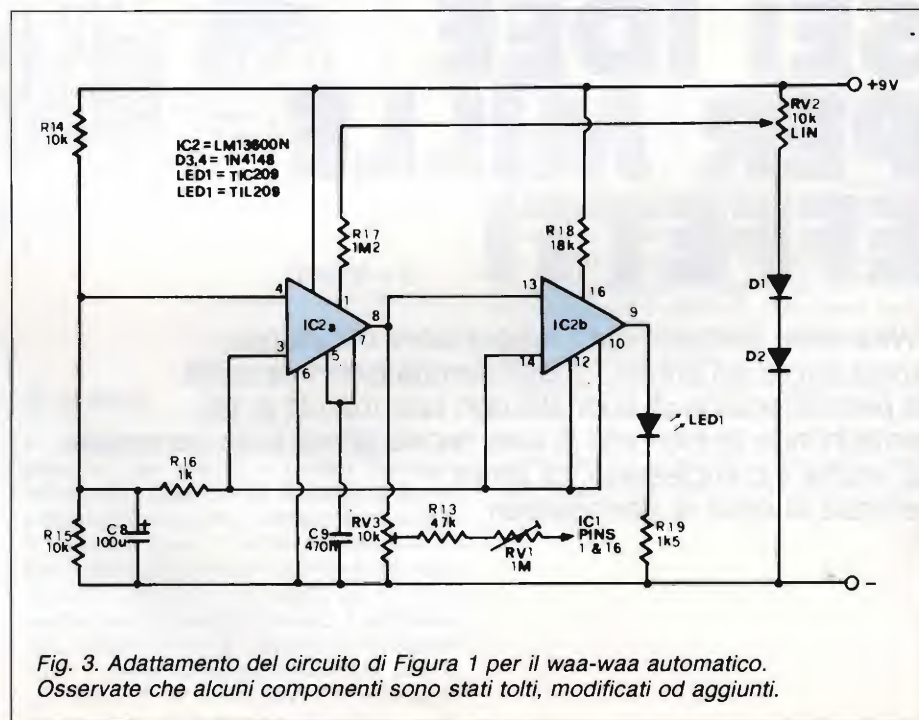 +9V
R14
10k
IC2 = LM13600N
D3,4 = 1N4148
LED1 = TIC209
LED1 = TIL209
RV2
10k
LIN
R17
1M2
R18
18k
4
1
8
13
16
9
IC2a
IC2b
3
5
7
6
14
12
10
D1
D2
LED1
R16
1k
R15
10k
C8
100u
+
C9
470n
RV3
10k
R13
47k
RV1
1M
IC1
PINS
1 & 16
R19
1k5
-
Fig. 3. Adattamento del circuito di Figura 1 per il waa-waa automatico.
Osservate che alcuni componenti sono stati tolti, modificati od aggiunti.